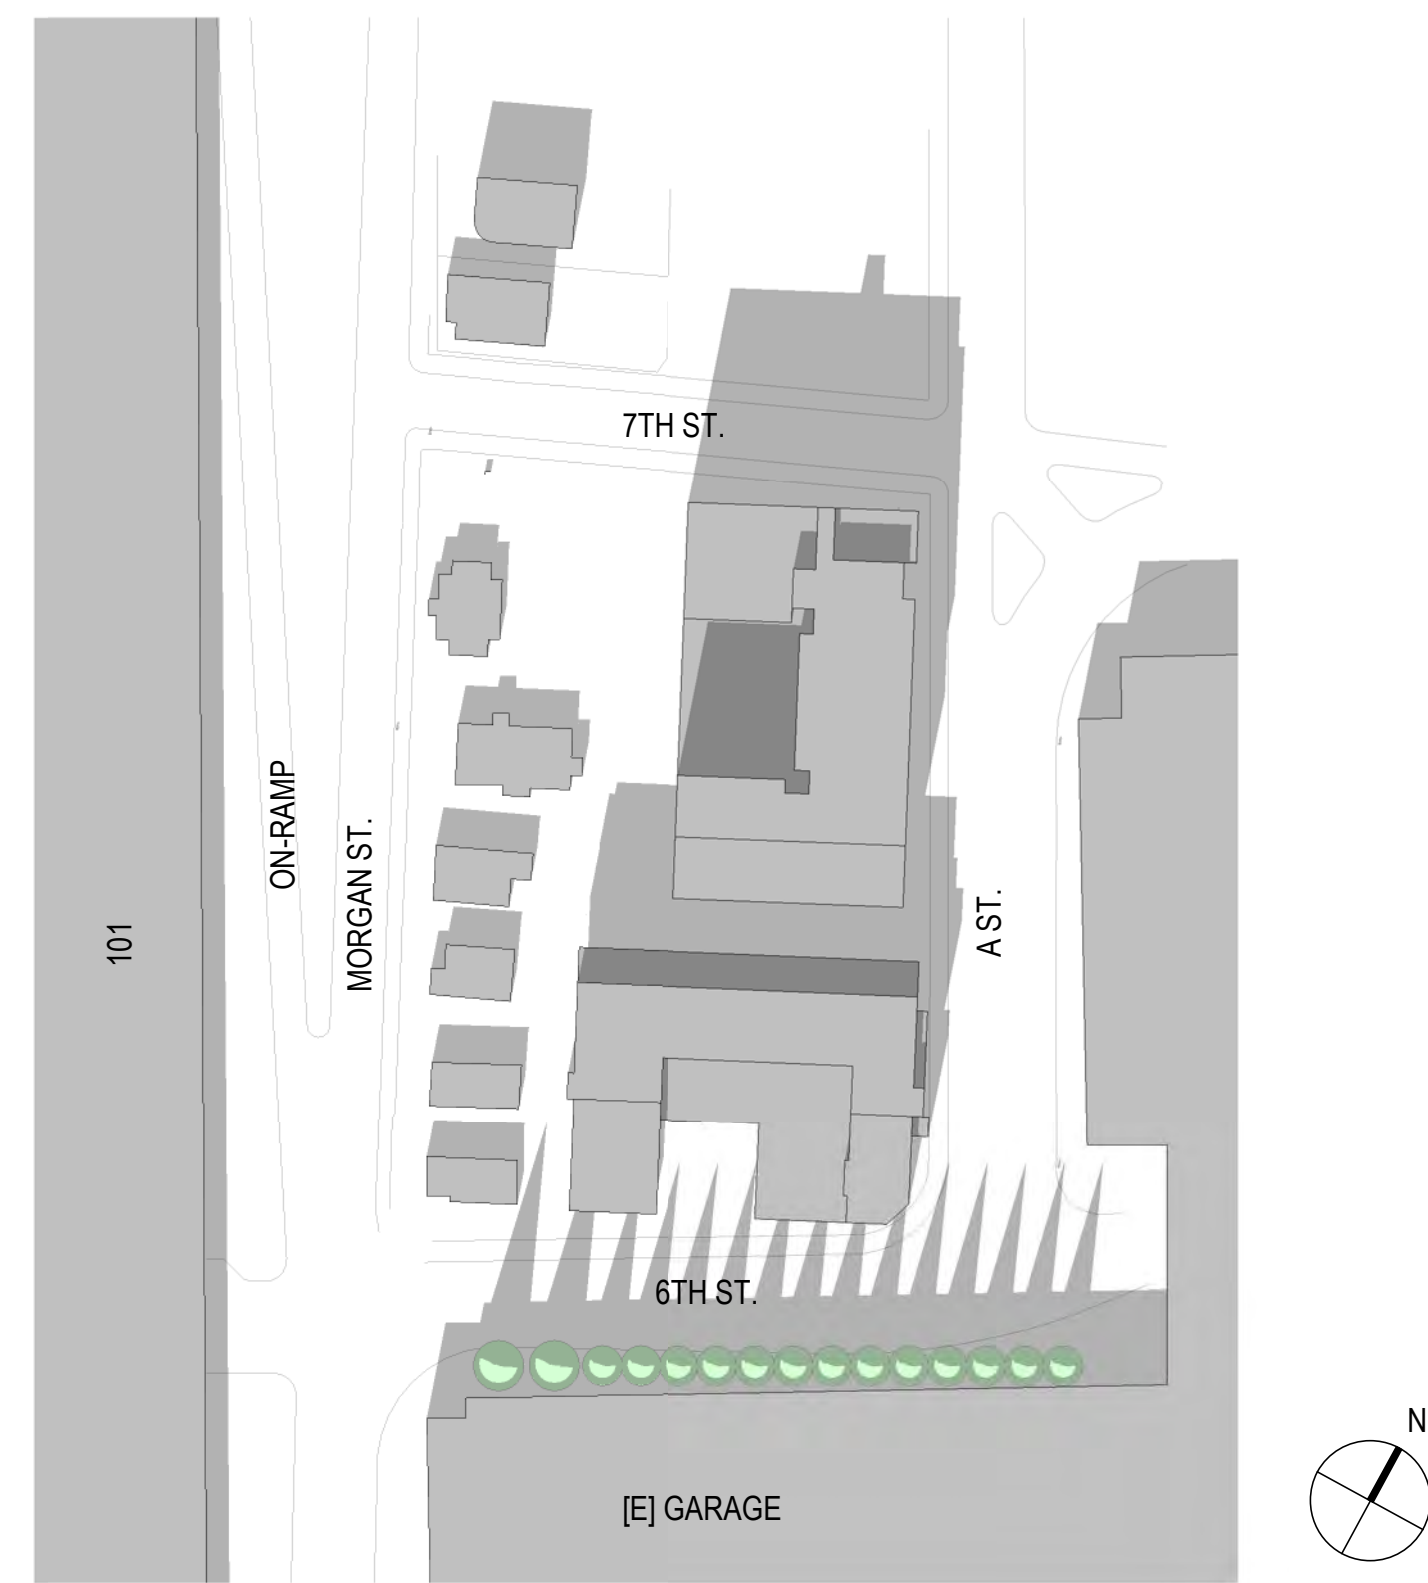 7TH ST.
ON-RAMP
MORGAN ST.
101
A ST.
6TH ST.
N
[E] GARAGE